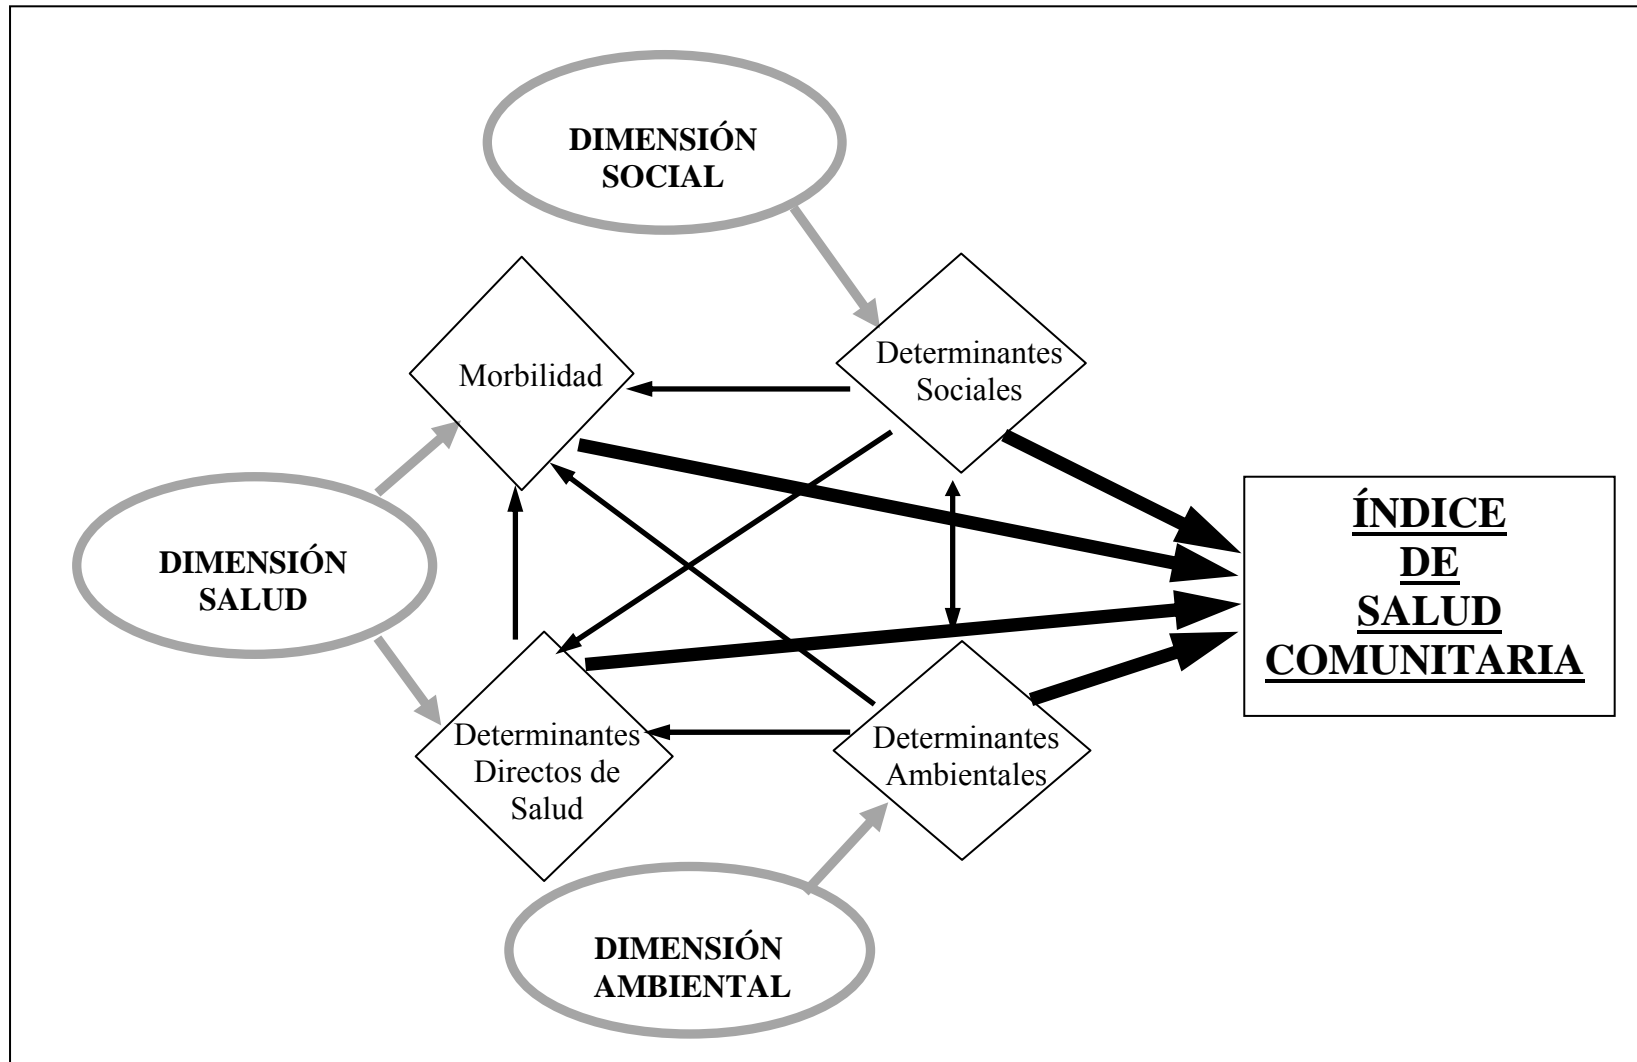 DIMENSIÓN
SOCIAL
Morbilidad
Determinantes
Sociales
DIMENSIÓN
SALUD
ÍNDICE
DE
SALUD
COMUNITARIA
Determinantes
Directos de
Salud
Determinantes
Ambientales
DIMENSIÓN
AMBIENTAL